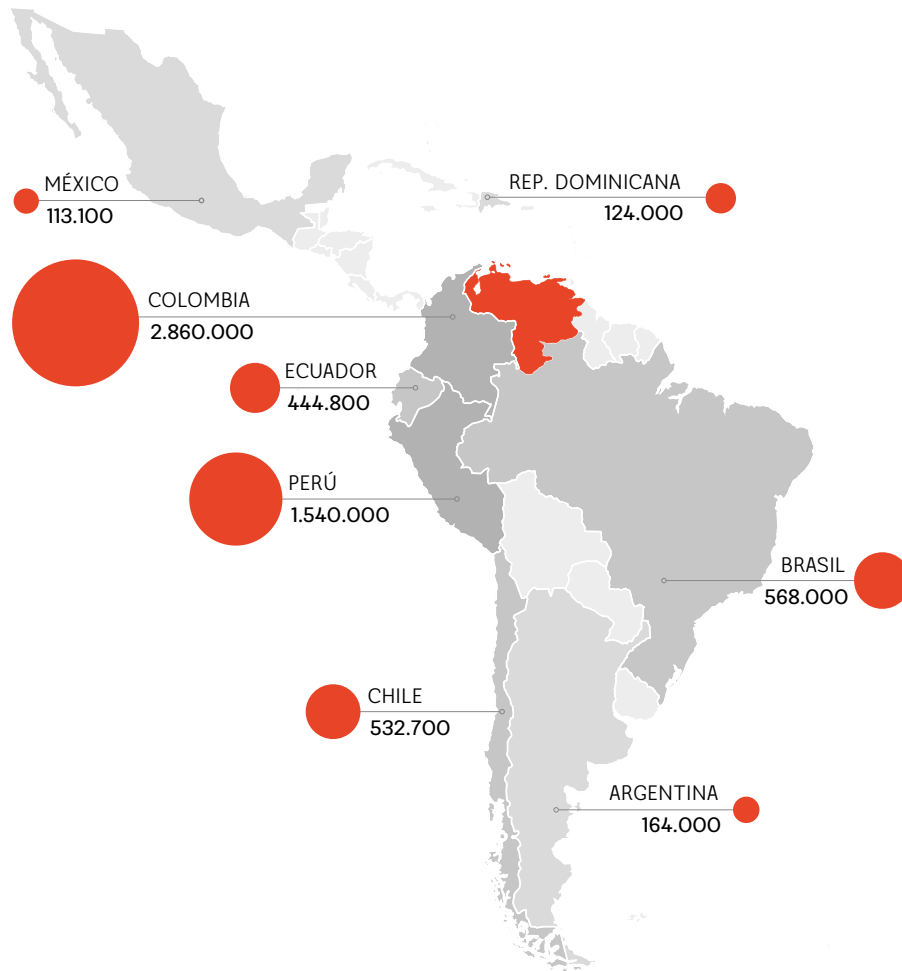 MÉXICO
113.100
REP. DOMINICANA
124.000
COLOMBIA
2.860.000
ECUADOR
444.800
PERÚ
1.540.000
BRASIL
568.000
CHILE
532.700
ARGENTINA
164.000